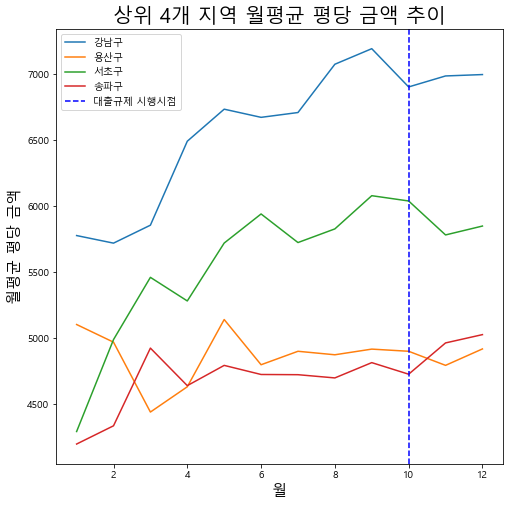 상위 4개 지역 월평균 평당 금액 추이
강남구
용산구
서초구
송파구
대출규제 시행시점
월평균 평당 금액
7000
6500
6000
5500
5000
4500
2 4 6 8 10 12
월